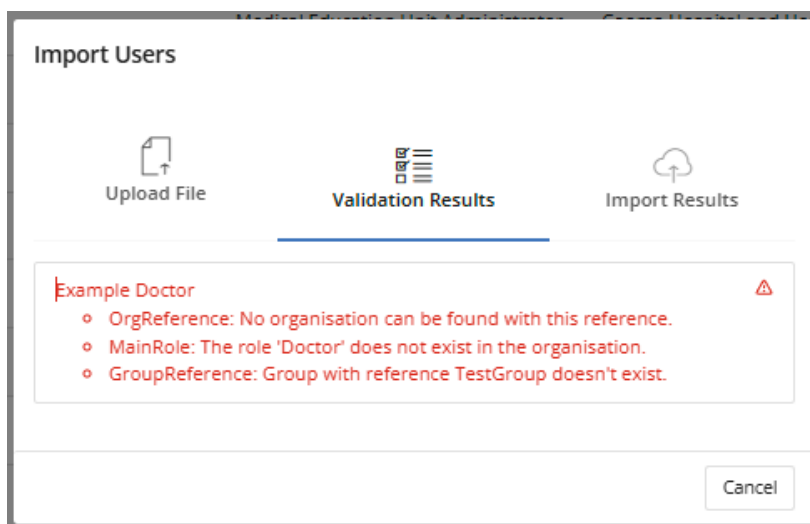 Import Users
Upload File
Validation Results
Import Results
Example Doctor
OrgReference: No organisation can be found with this reference.
MainRole: The role 'Doctor' does not exist in the organisation.
GroupReference: Group with reference TestGroup doesn't exist.
Cancel